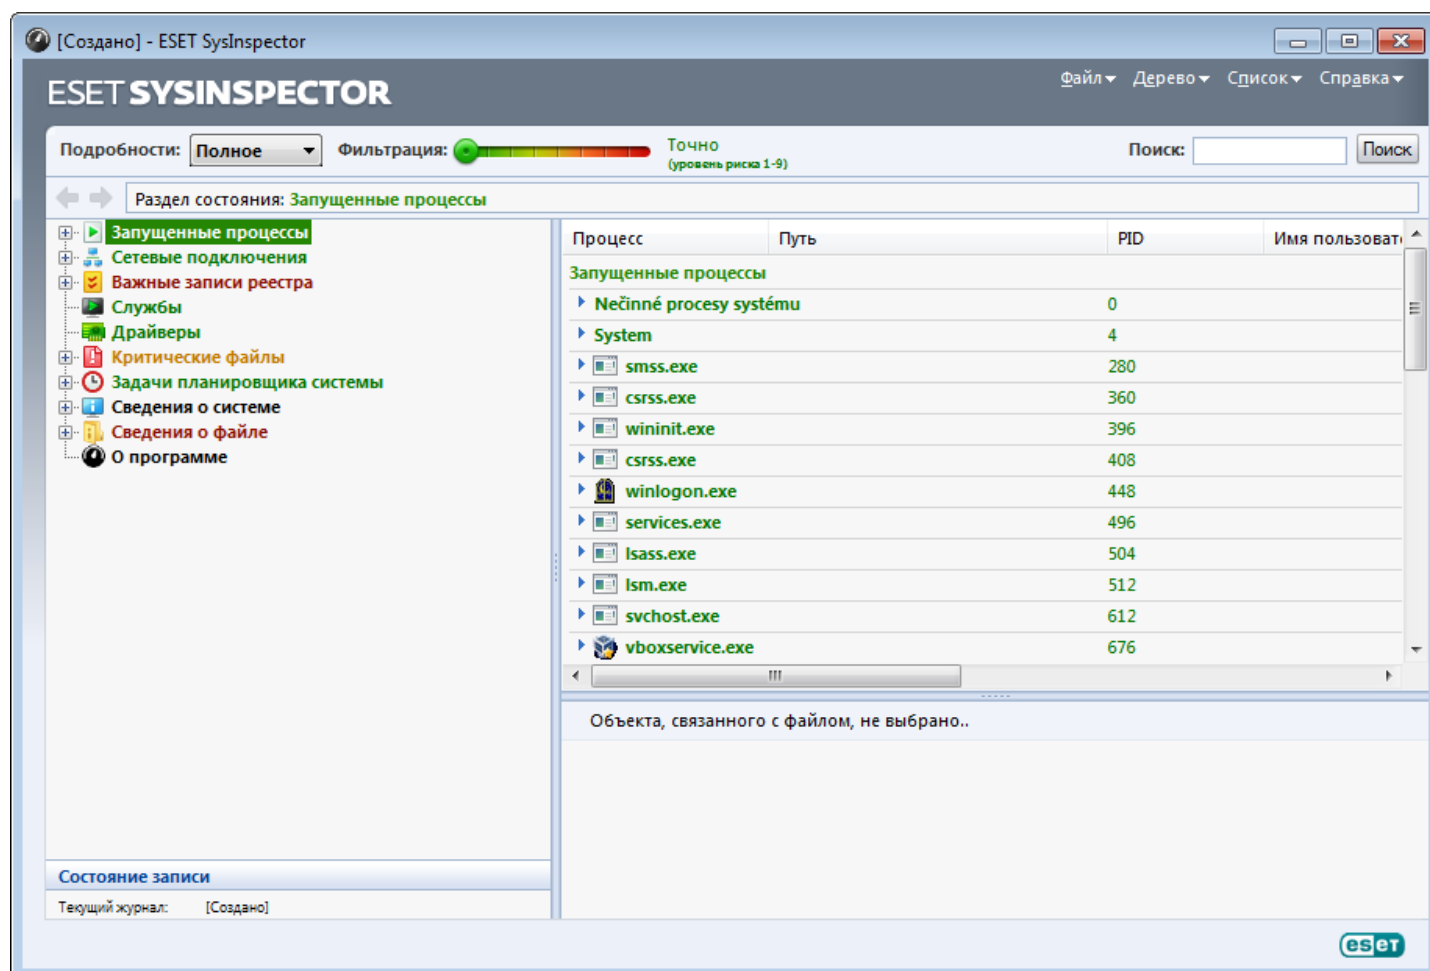 [Создано] - ESET SysInspector
ESET SYSINSPECTOR
Файл Дерево Список Справка
Подробности: Полное Фильтрация: Точно Поиск: Поиск
(уровень риска 1-9)
Раздел состояния: Запущенные процессы
Запущенные процессы
Сетевые подключения
Важные записи реестра
Службы
Драйверы
Критические файлы
Задачи планировщика системы
Сведения о системе
Сведения о файле
О программе
Процесс Путь PID Имя пользоват
Запущенные процессы
Nečinné procesy systému 0
System 4
smss.exe 280
csrss.exe 360
wininit.exe 396
csrss.exe 408
winlogon.exe 448
services.exe 496
lsass.exe 504
lsm.exe 512
svchost.exe 612
vboxservice.exe 676
Объекта, связанного с файлом, не выбрано..
Состояние записи
Текущий журнал: [Создано]
eset